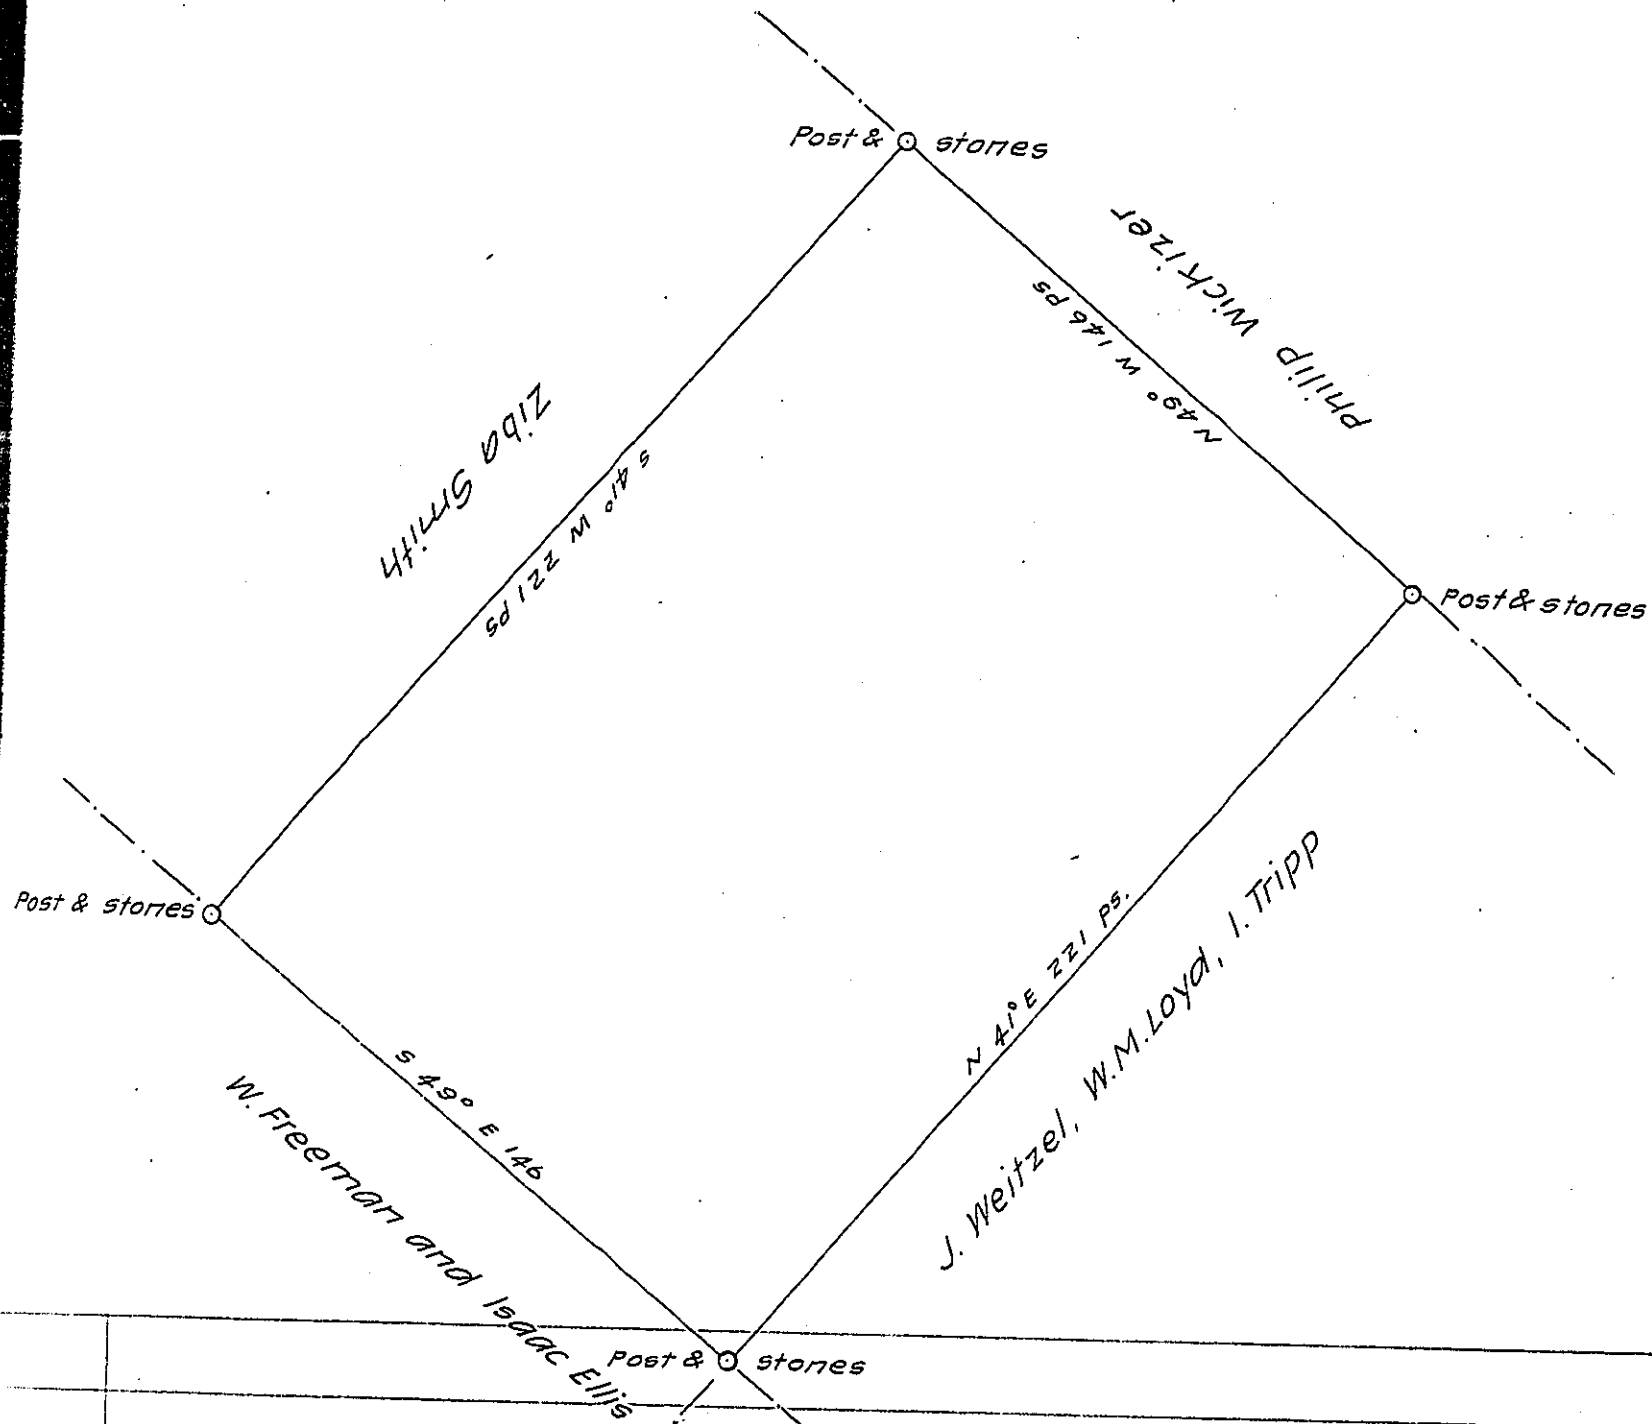 Post & stones
Philip Wickizer
N 49° W 146 ps
Ziba Smith
S 41° W 221 ps
Post & stones
Post & stones
N 41° E 221 ps.
J. Weitzel, W.M. Loyd, I. Tripp
S 49° E 146
W. Freeman and Isaac Ellis
Post & stones